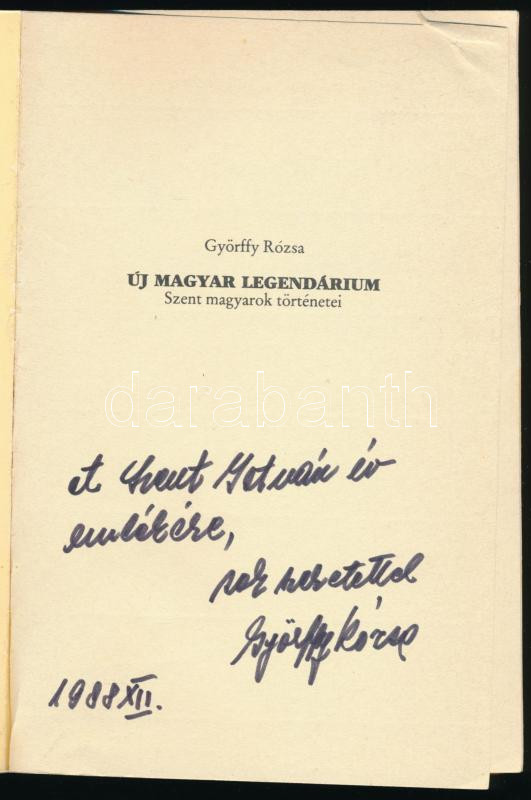 Györffy Rózsa
ÚJ MAGYAR LEGENDÁRIUM
Szent magyarok történetei
darabanth
A Szent István év
emlékére,
sok szeretettel
Györffy Rózsa
1988 XII.